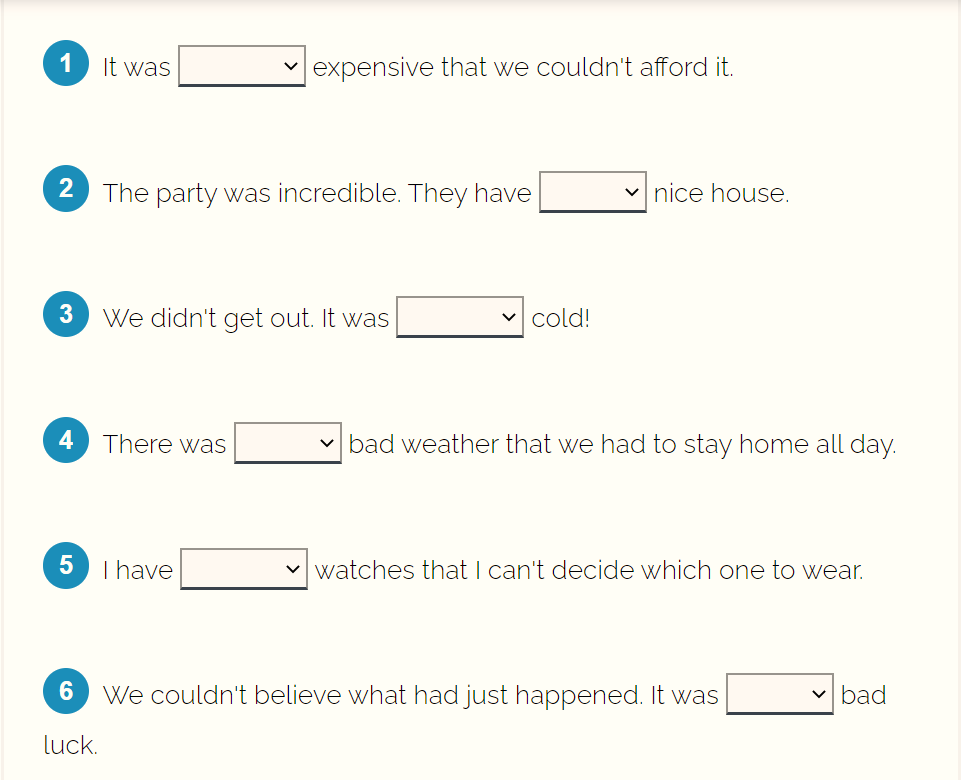 1 It was expensive that we couldn't afford it.
2 The party was incredible. They have nice house.
3 We didn't get out. It was cold!
4 There was bad weather that we had to stay home all day.
5 I have watches that I can't decide which one to wear.
6 We couldn't believe what had just happened. It was bad
luck.